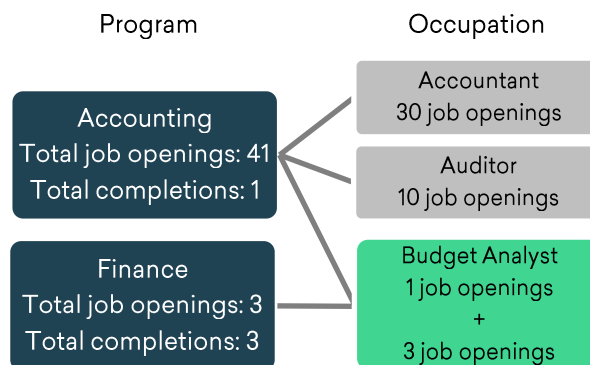 Program
Occupation
Accounting
Total job openings: 41
Total completions: 1
Finance
Total job openings: 3
Total completions: 3
Accountant
30 job openings
Auditor
10 job openings
Budget Analyst
1 job openings
+
3 job openings